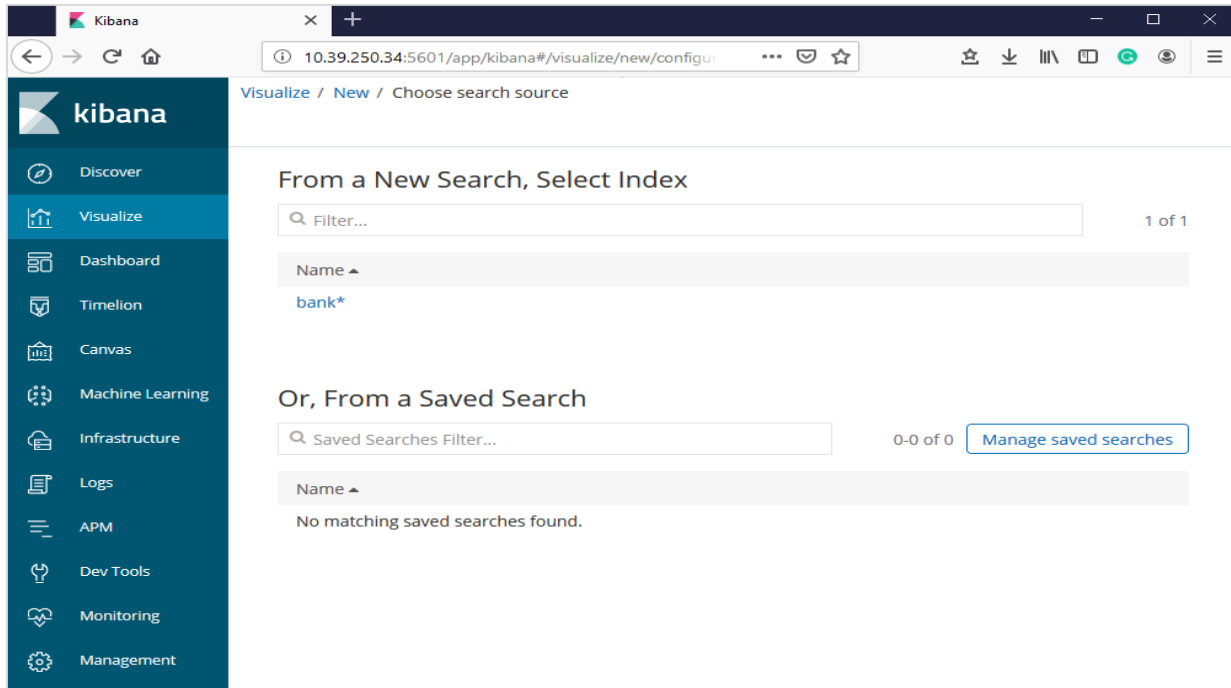 Kibana
10.39.250.34:5601/app/kibana#/visualize/new/configur
kibana
Discover
Visualize
Dashboard
Timelion
Canvas
Machine Learning
Infrastructure
Logs
APM
Dev Tools
Monitoring
Management
Visualize / New / Choose search source
From a New Search, Select Index
Filter...
1 of 1
Name
bank*
Or, From a Saved Search
Saved Searches Filter...
0-0 of 0
Manage saved searches
Name
No matching saved searches found.